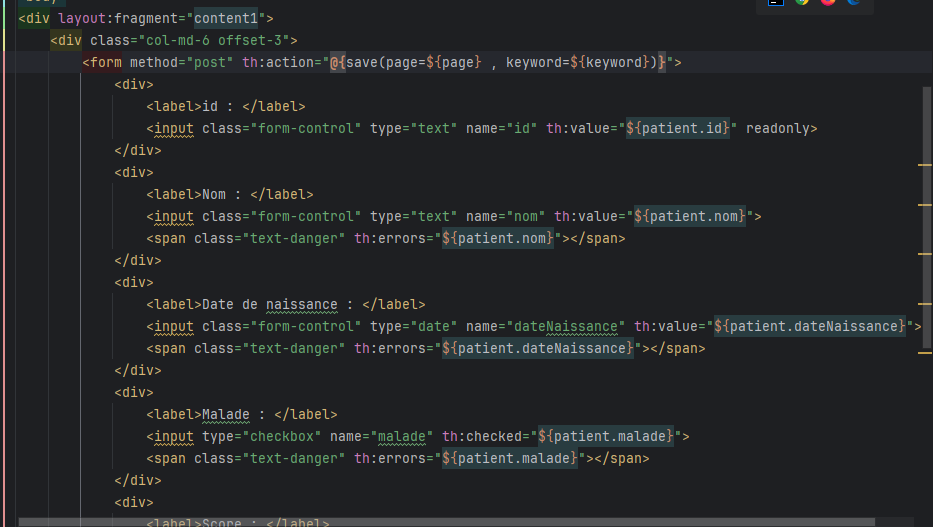 <div layout:fragment="content1">
<div class="col-md-6 offset-3">
<form method="post" th:action="@{save(page=${page} , keyword=${keyword})}">
<div>
<label>id : </label>
<input class="form-control" type="text" name="id" th:value="${patient.id}" readonly>
</div>
<div>
<label>Nom : </label>
<input class="form-control" type="text" name="nom" th:value="${patient.nom}">
<span class="text-danger" th:errors="${patient.nom}"></span>
</div>
<div>
<label>Date de naissance : </label>
<input class="form-control" type="date" name="dateNaissance" th:value="${patient.dateNaissance}">
<span class="text-danger" th:errors="${patient.dateNaissance}"></span>
</div>
<div>
<label>Malade : </label>
<input type="checkbox" name="malade" th:checked="${patient.malade}">
<span class="text-danger" th:errors="${patient.malade}"></span>
</div>
<div>
<label>Score : </label>